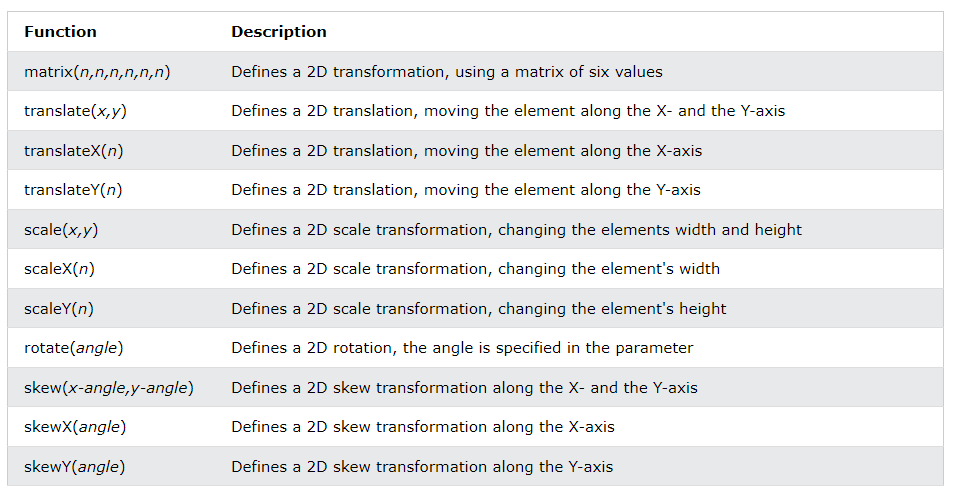 Function Description
matrix(n,n,n,n,n,n) Defines a 2D transformation, using a matrix of six values
translate(x,y) Defines a 2D translation, moving the element along the X- and the Y-axis
translateX(n) Defines a 2D translation, moving the element along the X-axis
translateY(n) Defines a 2D translation, moving the element along the Y-axis
scale(x,y) Defines a 2D scale transformation, changing the elements width and height
scaleX(n) Defines a 2D scale transformation, changing the element's width
scaleY(n) Defines a 2D scale transformation, changing the element's height
rotate(angle) Defines a 2D rotation, the angle is specified in the parameter
skew(x-angle,y-angle) Defines a 2D skew transformation along the X- and the Y-axis
skewX(angle) Defines a 2D skew transformation along the X-axis
skewY(angle) Defines a 2D skew transformation along the Y-axis